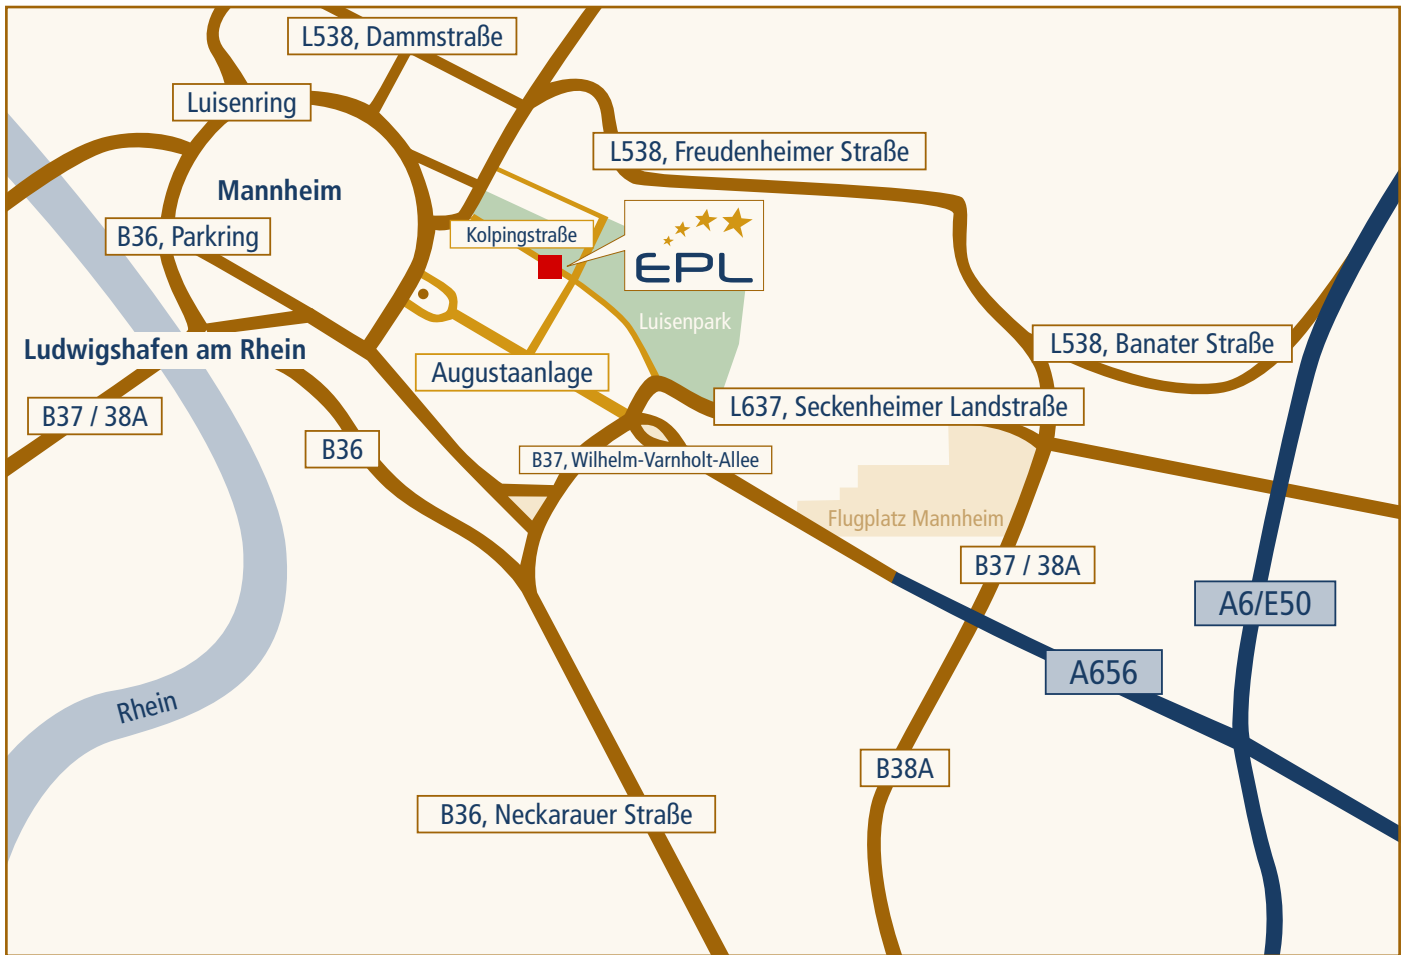 L538, Dammstraße
Luisenring
L538, Freudenheimer Straße
Mannheim
B36, Parkring
Kolpingstraße
EPL
Luisenpark
Ludwigshafen am Rhein
L538, Banater Straße
Augustaanlage
B37 / 38A
L637, Seckenheimer Landstraße
B36
B37, Wilhelm-Varnholt-Allee
Flugplatz Mannheim
B37 / 38A
A6/E50
A656
Rhein
B38A
B36, Neckarauer Straße